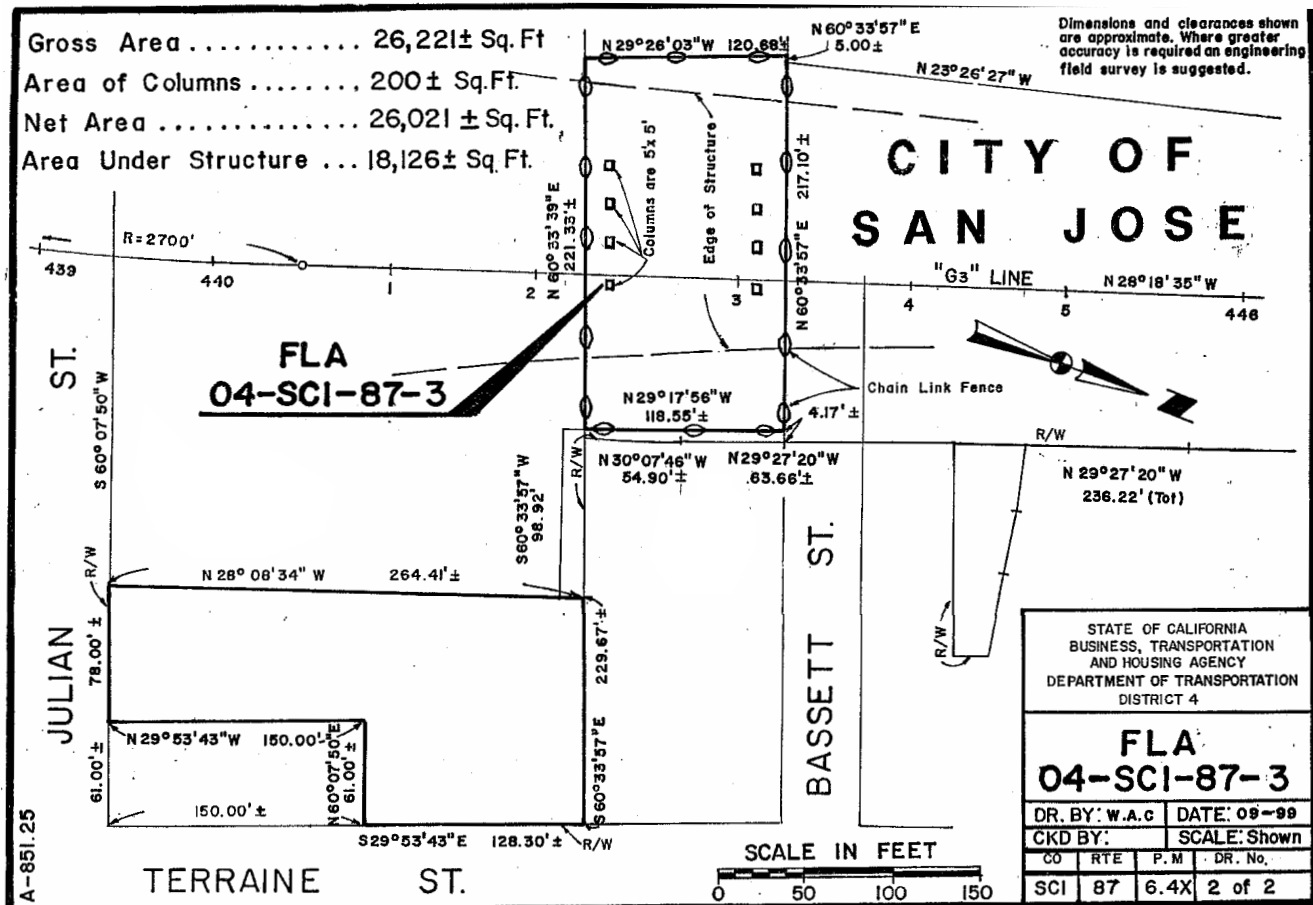 Gross Area ............. 26,221± Sq. Ft
Area of Columns ........, 200± Sq.Ft.
Net Area .............. 26,021 ± Sq. Ft.
Area Under Structure ... 18,126± Sq. Ft.
Dimensions and clearances shown
are approximate. Where greater
accuracy is required an engineering
field survey is suggested.
N 29°26'03"W 120.68'±
N 60°33'57" E
5.00±
N 23°26'27" W
CITY OF
SAN JOSE
N 60°33'39"E
221.33'±
Columns are 5'x 5'
Edge of Structure
N 60°33'57"E 217.10'±
R=2700'
439
440
1
2
3
4
5
446
"G3" LINE
N 28°18'35" W
FLA
04-SCI-87-3
Chain Link Fence
N 29°17'56"W
118.55'±
4.17'±
R/W
N 30°07'46"W
54.90'±
N 29°27'20"W
.63.66'±
R/W
N 29°27'20" W
236.22' (Tot)
S60°33'57"W
98.92'
S 60°07'50" W
JULIAN ST.
R/W
N 28°08'34" W 264.41'±
78.00'±
61.00'±
N 29°53'43"W 150.00'
N 60°07'50"E
61.00'±
150.00'±
229.67'±
S60°33'57"E
S29°53'43"E 128.30'±
R/W
BASSETT ST.
R/W
TERRAINE ST.
SCALE IN FEET
0 50 100 150
A-851.25
STATE OF CALIFORNIA
BUSINESS, TRANSPORTATION
AND HOUSING AGENCY
DEPARTMENT OF TRANSPORTATION
DISTRICT 4
FLA
04-SCI-87-3
DR. BY: W.A.C DATE: 09-99
CKD BY: SCALE: Shown
CO RTE P.M DR. No.
SCI 87 6.4X 2 of 2